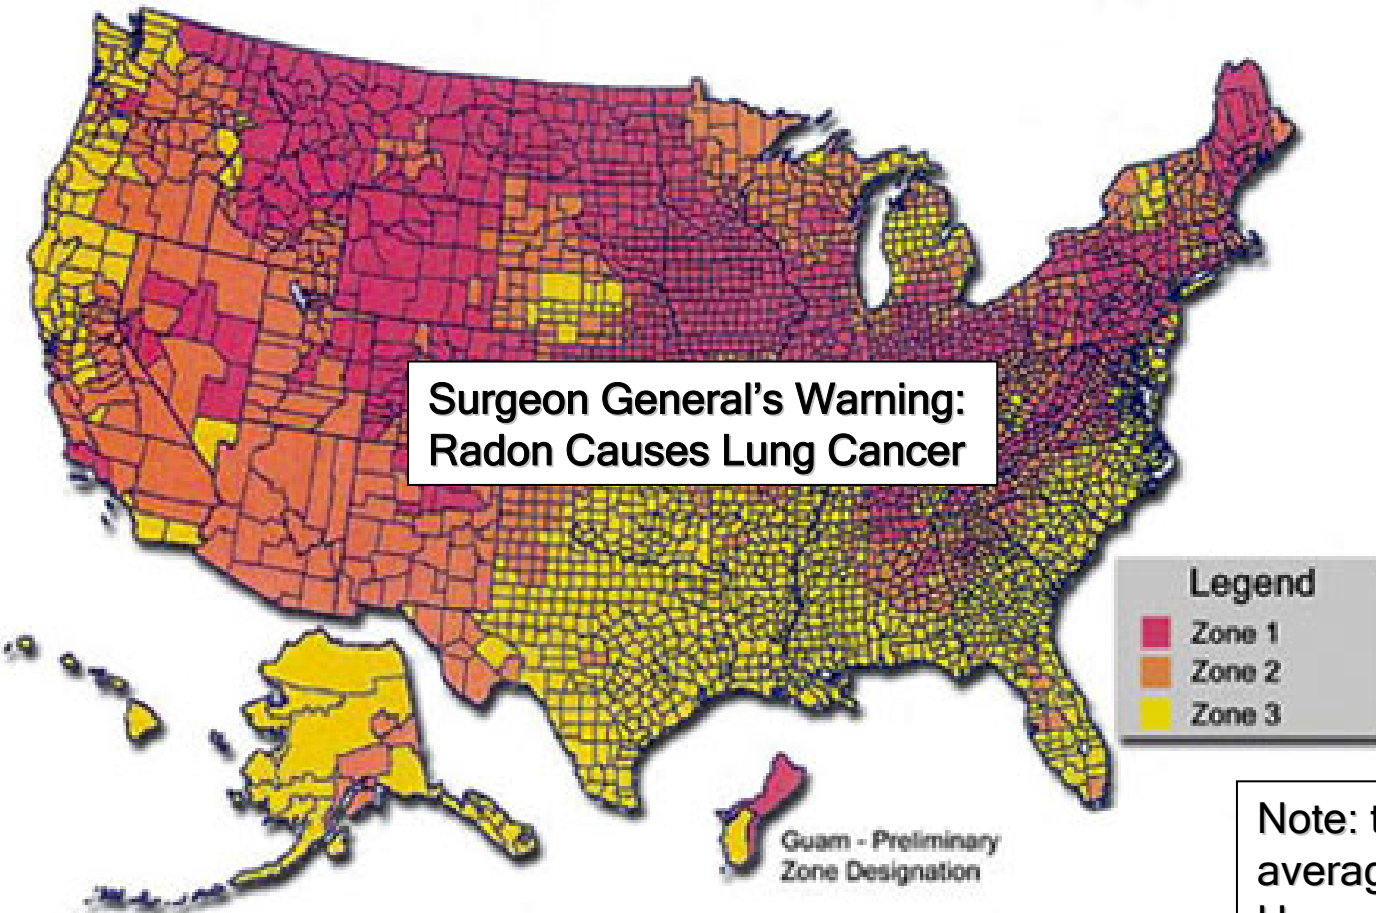 Surgeon General’s Warning:
Radon Causes Lung Cancer
Legend
Zone 1
Zone 2
Zone 3
Guam - Preliminary
Zone Designation
Note: